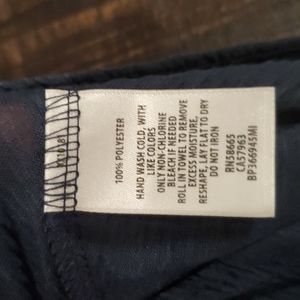 100% POLYESTER
HAND WASH COLD, WITH
LIKE COLORS
ONLY NON-CHLORINE
BLEACH IF NEEDED
ROLL IN TOWEL TO REMOVE
EXCESS MOISTURE,
RESHAPE, LAY FLAT TO DRY
DO NOT IRON
RN58665
CA57963
BP366945MI